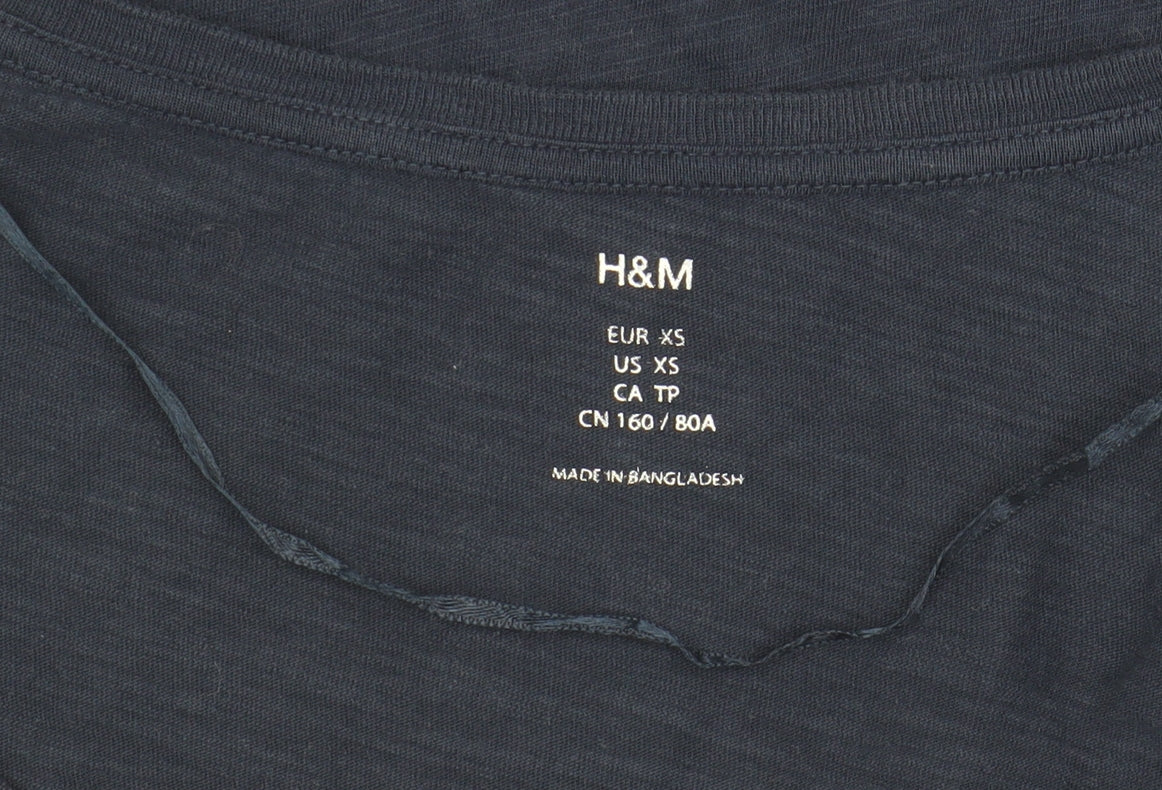 H&M
EUR XS
US XS
CA TP
CN 160 / 80A
MADE IN BANGLADESH